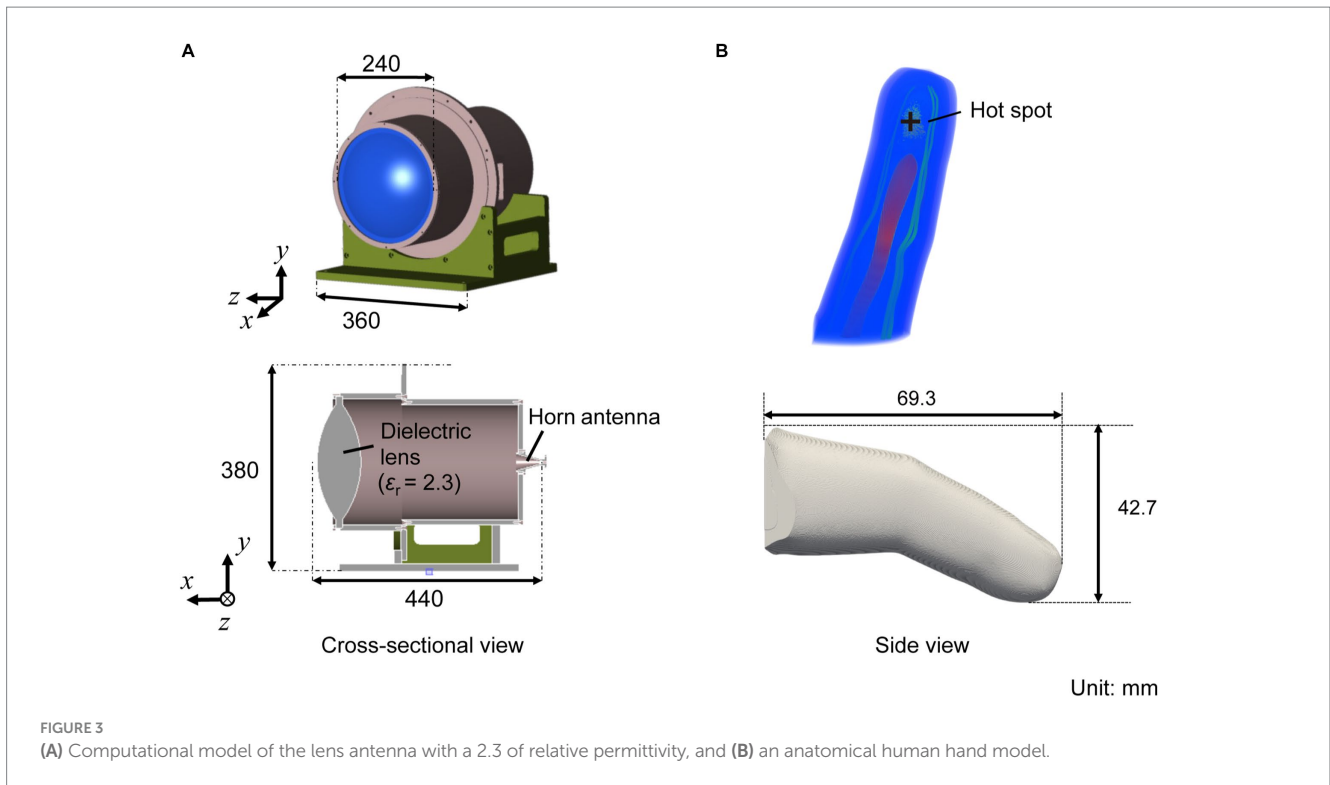 A
240
y
z
x
360
380
Dielectric
lens
(εr = 2.3)
Horn antenna
y
x
z
440
Cross-sectional view
B
Hot spot
69.3
42.7
Side view
Unit: mm
FIGURE 3
(A) Computational model of the lens antenna with a 2.3 of relative permittivity, and (B) an anatomical human hand model.